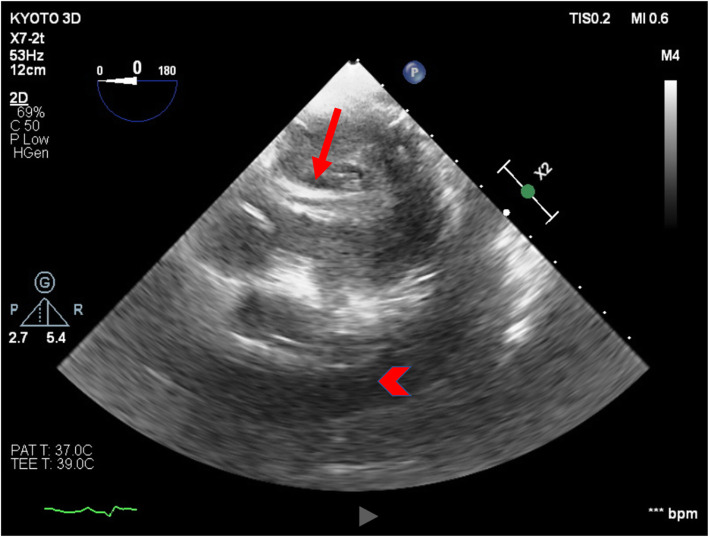 KYOTO 3D
TIS0.2 MI 0.6
X7-2t
53Hz
12cm
M4
0 0 180
2D
69%
C 50
P Low
HGen
P
X2
G
P R
2.7 5.4
PAT T: 37.0C
TEE T: 39.0C
*** bpm